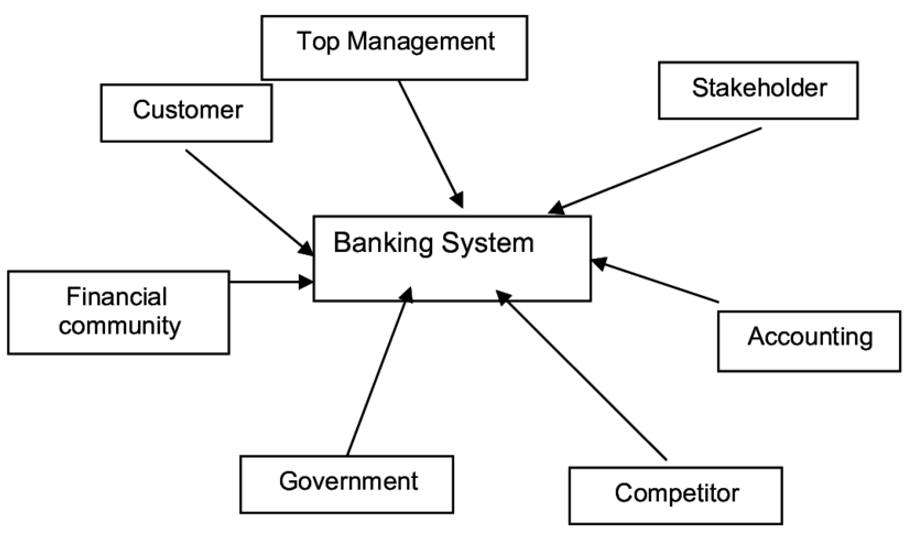 Top Management
Stakeholder
Customer
Banking System
Financial
community
Accounting
Government
Competitor